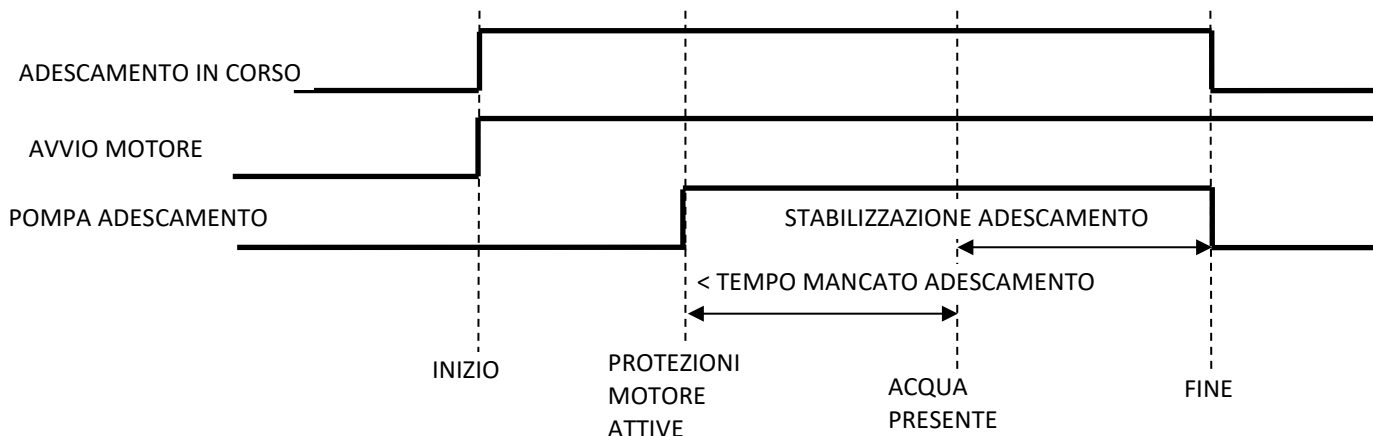 ADESCAMENTO IN CORSO
AVVIO MOTORE
POMPA ADESCAMENTO
STABILIZZAZIONE ADESCAMENTO
< TEMPO MANCATO ADESCAMENTO
INIZIO
PROTEZIONI
MOTORE
ATTIVE
ACQUA
PRESENTE
FINE